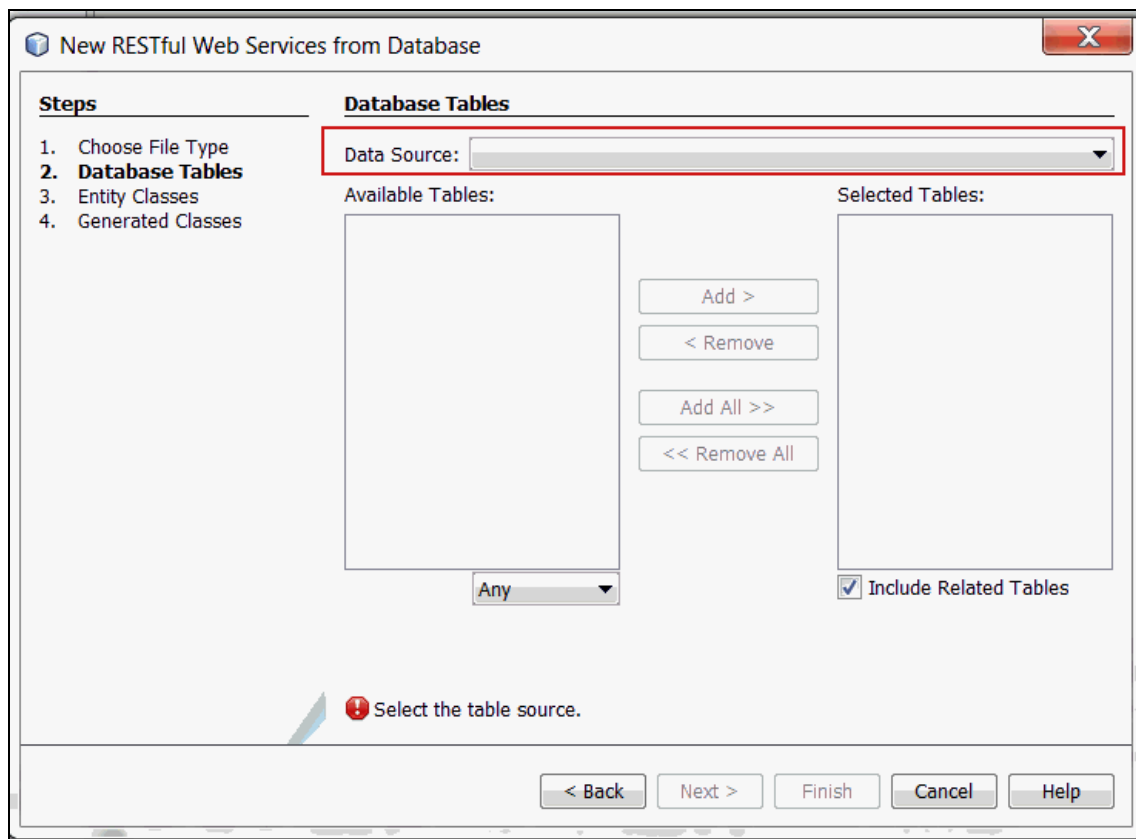 New RESTful Web Services from Database
Steps
1. Choose File Type
2. Database Tables
3. Entity Classes
4. Generated Classes
Database Tables
Data Source:
Available Tables:
Selected Tables:
Add >
< Remove
Add All >>
<< Remove All
Any
Include Related Tables
Select the table source.
< Back
Next >
Finish
Cancel
Help